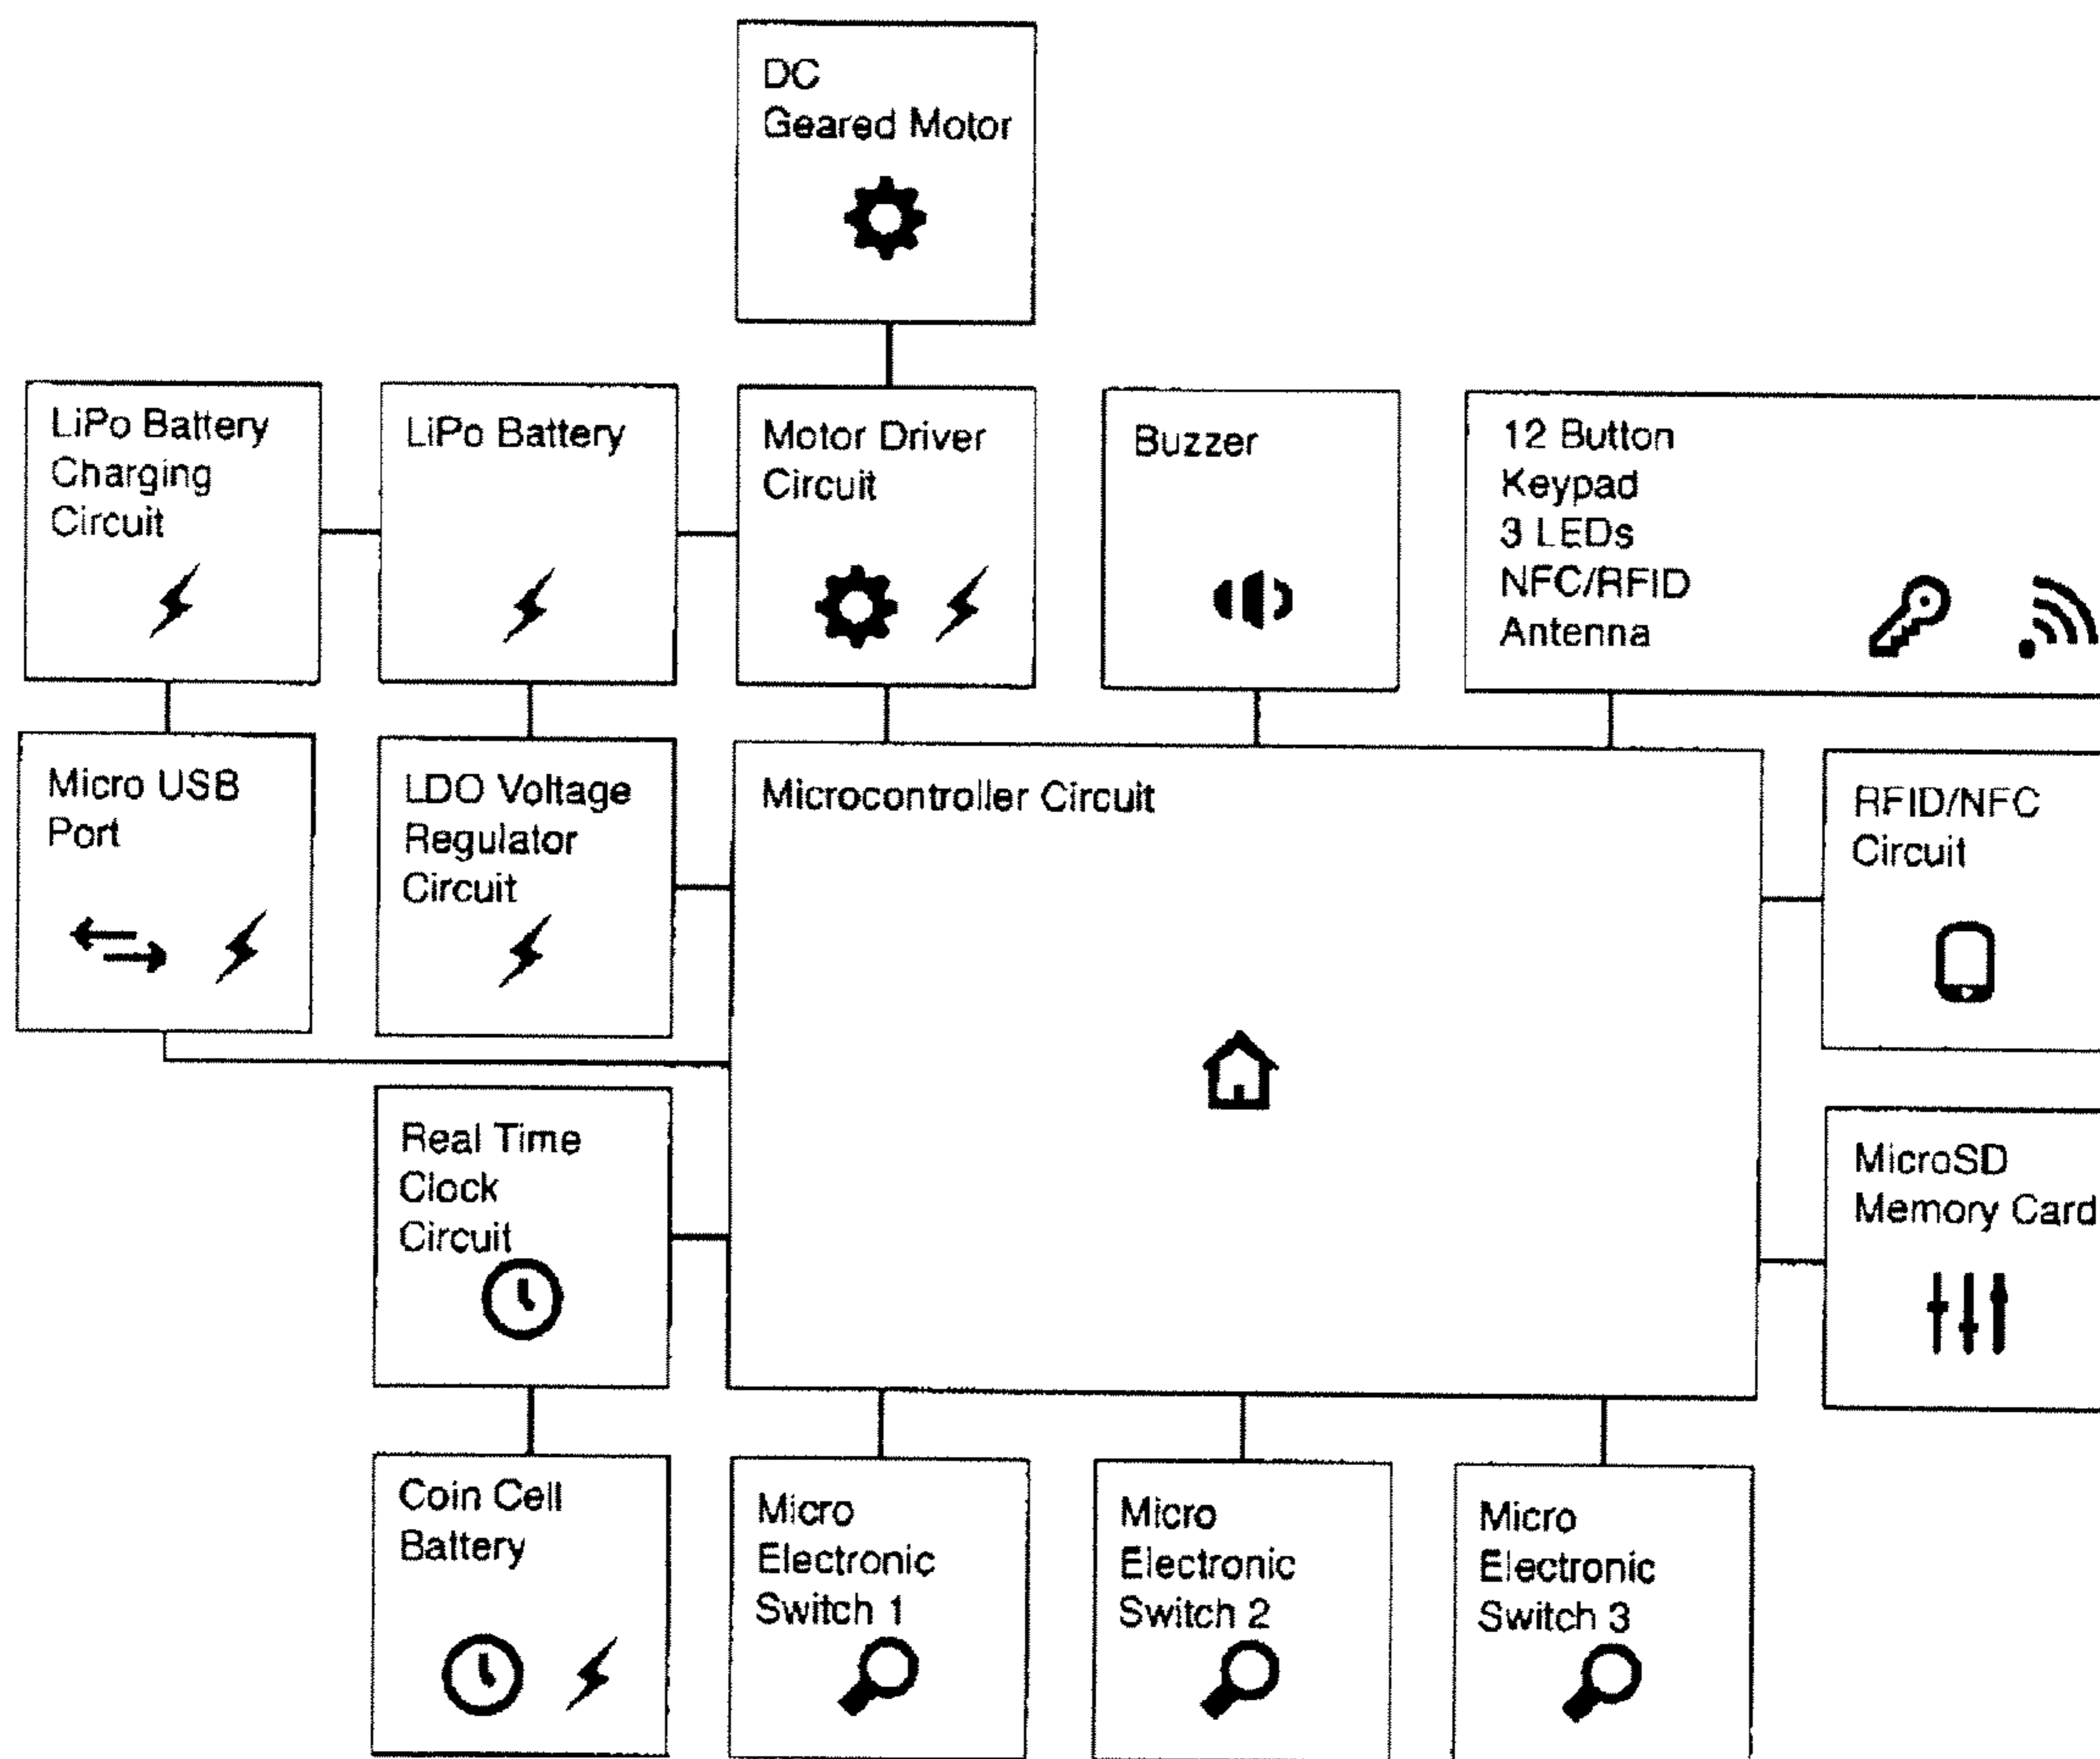 DC
Geared Motor
LiPo Battery
Charging
Circuit
LiPo Battery
Motor Driver
Circuit
Buzzer
12 Button
Keypad
3 LEDs
NFC/RFID
Antenna
Micro USB
Port
LDO Voltage
Regulator
Circuit
Microcontroller Circuit
RFID/NFC
Circuit
Real Time
Clock
Circuit
MicroSD
Memory Card
Coin Cell
Battery
Micro
Electronic
Switch 1
Micro
Electronic
Switch 2
Micro
Electronic
Switch 3